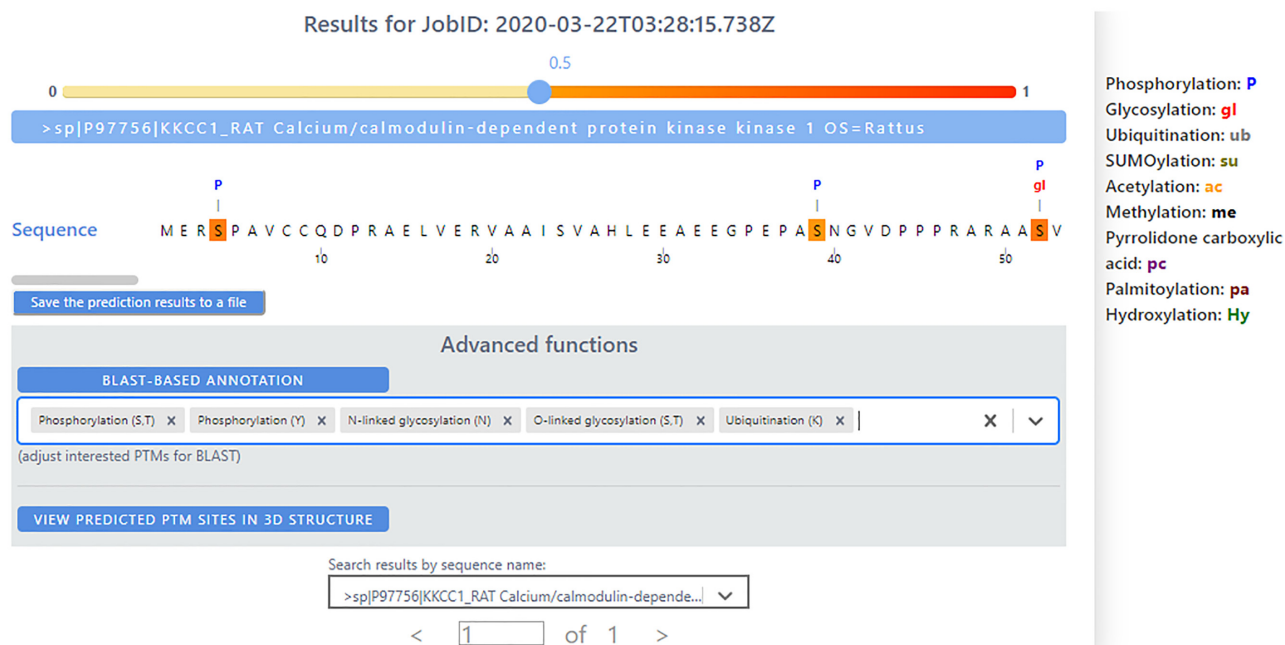 Results for JobID: 2020-03-22T03:28:15.738Z
0.5
0 1
>sp|P97756|KKCC1_RAT Calcium/calmodulin-dependent protein kinase kinase 1 OS=Rattus
P
P P gl
Sequence M E R S P A V C C Q D P R A E L V E R V A A I S V A H L E E A E E G P E P A S N G V D P P P R A R A A S V
10 20 30 40 50
Save the prediction results to a file
Advanced functions
BLAST-BASED ANNOTATION
Phosphorylation (S,T) x Phosphorylation (Y) x N-linked glycosylation (N) x O-linked glycosylation (S,T) x Ubiquitination (K) x X
(adjust interested PTMs for BLAST)
VIEW PREDICTED PTM SITES IN 3D STRUCTURE
Search results by sequence name:
>sp|P97756|KKCC1_RAT Calcium/calmodulin-depende...
< 1 of 1 >
Phosphorylation: P
Glycosylation: gl
Ubiquitination: ub
SUMOylation: su
Acetylation: ac
Methylation: me
Pyrrolidone carboxylic
acid: pc
Palmitoylation: pa
Hydroxylation: Hy